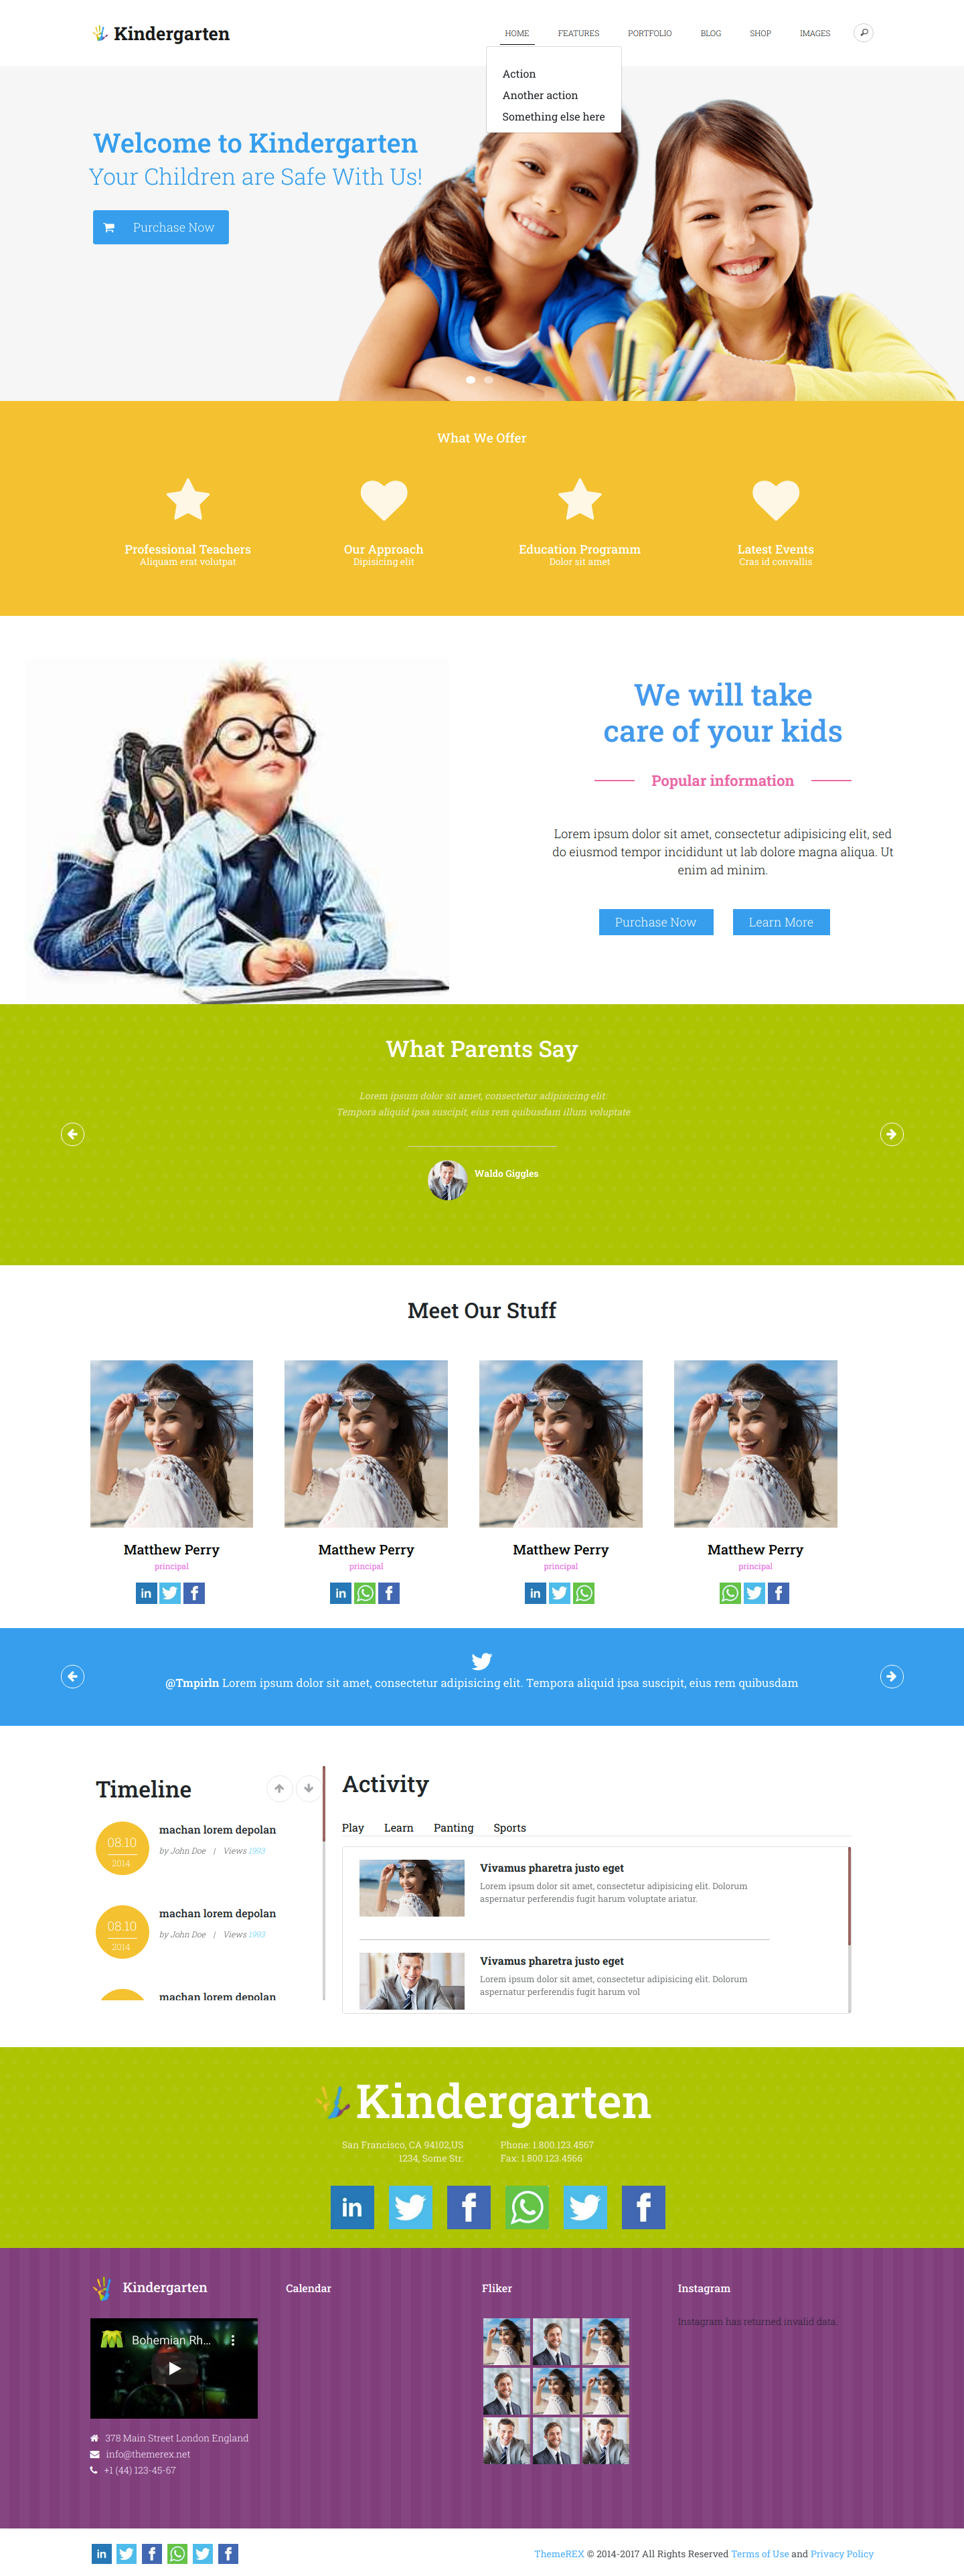 Kindergarten
HOME FEATURES PORTFOLIO BLOG SHOP IMAGES
Action
Another action
Something else here
Welcome to Kindergarten
Your Children are Safe With Us!
Purchase Now
What We Offer
Professional Teachers
Aliquam erat volutpat
Our Approach
Dipisicing elit
Education Programm
Dolor sit amet
Latest Events
Cras id convallis
We will take
care of your kids
Popular information
Lorem ipsum dolor sit amet, consectetur adipisicing elit, sed
do eiusmod tempor incididunt ut lab dolore magna aliqua. Ut
enim ad minim.
Purchase Now
Learn More
What Parents Say
Lorem ipsum dolor sit amet, consectetur adipisicing elit.
Tempora aliquid ipsa suscipit, eius rem quibusdam illum voluptate
Waldo Giggles
Meet Our Stuff
Matthew Perry
principal
in f
Matthew Perry
principal
in f
Matthew Perry
principal
in
Matthew Perry
principal
f
@Tmpirln Lorem ipsum dolor sit amet, consectetur adipisicing elit. Tempora aliquid ipsa suscipit, eius rem quibusdam
Timeline
08.10
2014
machan lorem depolan
by John Doe | Views 1993
08.10
2014
machan lorem depolan
by John Doe | Views 1993
machan lorem depolan
Activity
Play Learn Panting Sports
Vivamus pharetra justo eget
Lorem ipsum dolor sit amet, consectetur adipisicing elit. Dolorum
aspernatur perferendis fugit harum voluptate ariatur.
Vivamus pharetra justo eget
Lorem ipsum dolor sit amet, consectetur adipisicing elit. Dolorum
aspernatur perferendis fugit harum vol
Kindergarten
San Francisco, CA 94102,US
1234, Some Str.
Phone: 1.800.123.4567
Fax: 1.800.123.4566
in f f
Kindergarten
Bohemian Rh...
378 Main Street London England
info@themerex.net
+1 (44) 123-45-67
Calendar
Fliker
Instagram
Instagram has returned invalid data.
in f f
ThemeREX © 2014-2017 All Rights Reserved Terms of Use and Privacy Policy